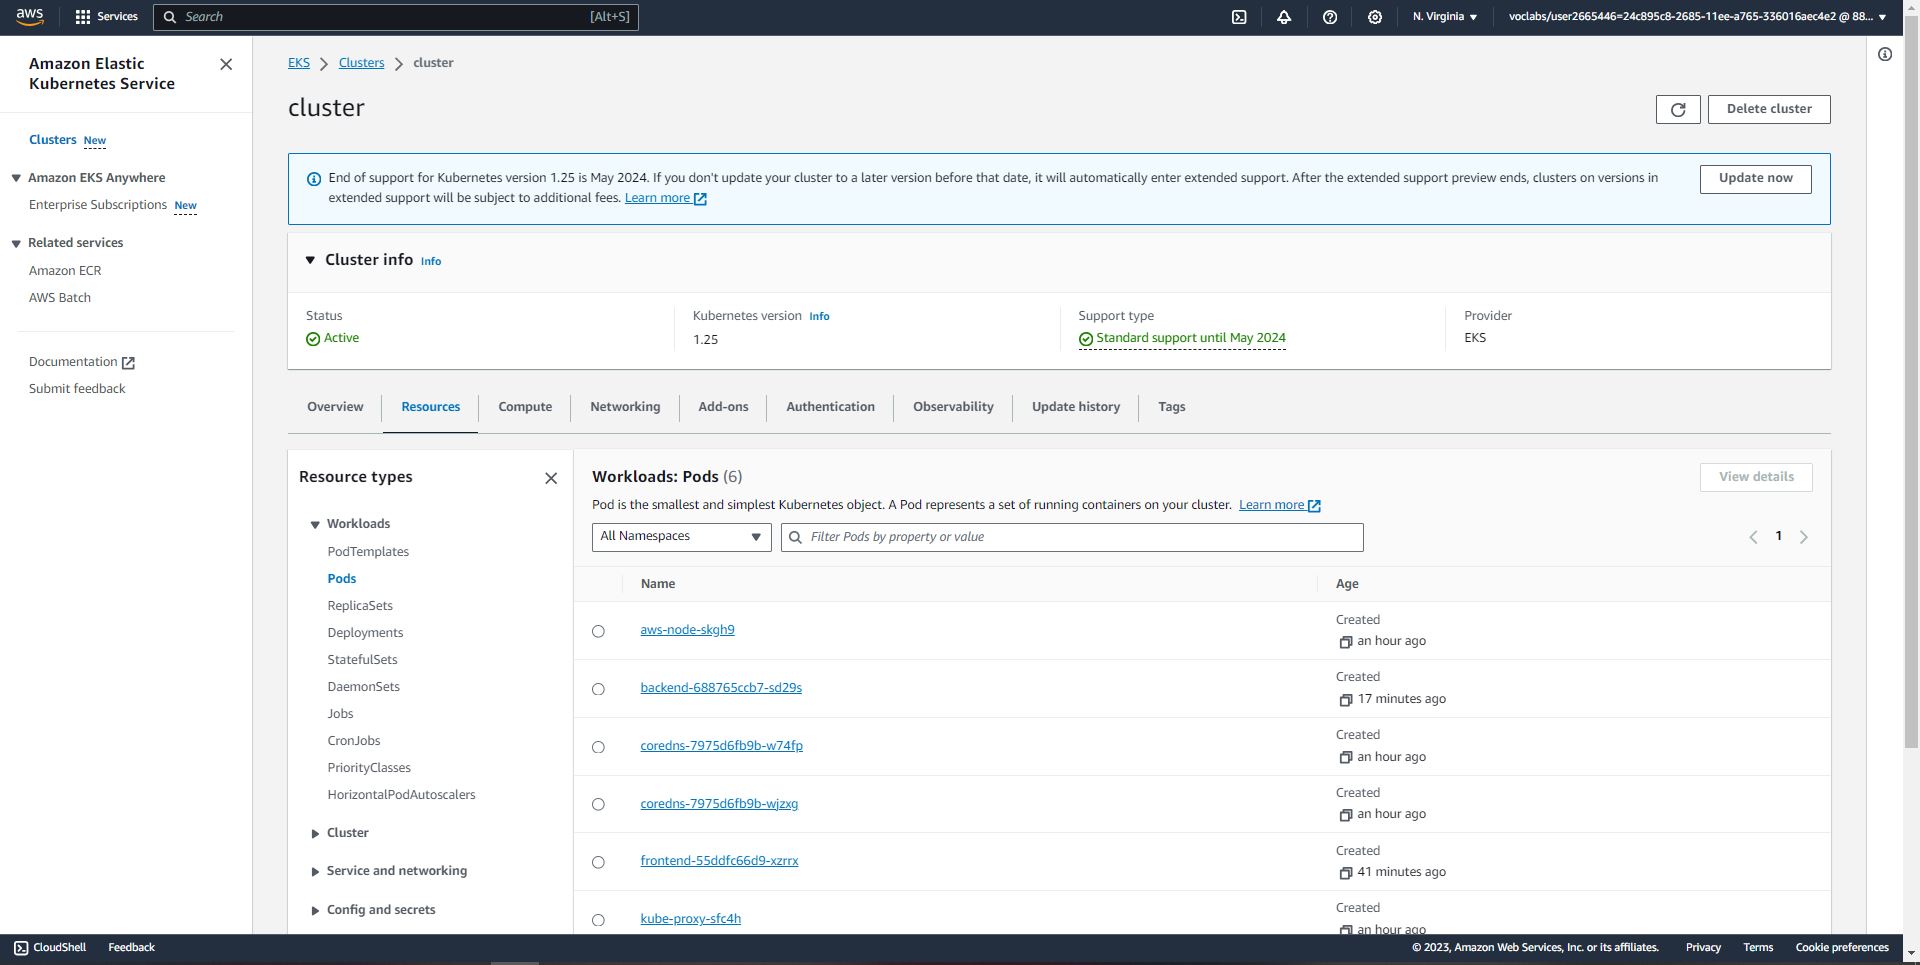 aws
Services
Search
[Alt+S]
N. Virginia
voclabs/user2665446=24c895c8-2685-11ee-a765-336016aec4e2 @ 88...
Amazon Elastic
Kubernetes Service
Clusters New
Amazon EKS Anywhere
Enterprise Subscriptions New
Related services
Amazon ECR
AWS Batch
Documentation
Submit feedback
EKS
Clusters
cluster
cluster
Delete cluster
End of support for Kubernetes version 1.25 is May 2024. If you don't update your cluster to a later version before that date, it will automatically enter extended support. After the extended support preview ends, clusters on versions in
extended support will be subject to additional fees. Learn more
Update now
Cluster info Info
Status
Active
Kubernetes version Info
1.25
Support type
Standard support until May 2024
Provider
EKS
Overview
Resources
Compute
Networking
Add-ons
Authentication
Observability
Update history
Tags
Resource types
Workloads
PodTemplates
Pods
ReplicaSets
Deployments
StatefulSets
DaemonSets
Jobs
CronJobs
PriorityClasses
HorizontalPodAutoscalers
Cluster
Service and networking
Config and secrets
Workloads: Pods (6)
View details
Pod is the smallest and simplest Kubernetes object. A Pod represents a set of running containers on your cluster. Learn more
All Namespaces
Filter Pods by property or value
1
Name
Age
aws-node-skgh9
Created
an hour ago
backend-688765ccb7-sd29s
Created
17 minutes ago
coredns-7975d6fb9b-w74fp
Created
an hour ago
coredns-7975d6fb9b-wjzxg
Created
an hour ago
frontend-55ddfc66d9-xzrrx
Created
41 minutes ago
kube-proxy-sfc4h
Created
an hour ago
CloudShell
Feedback
© 2023, Amazon Web Services, Inc. or its affiliates.
Privacy
Terms
Cookie preferences